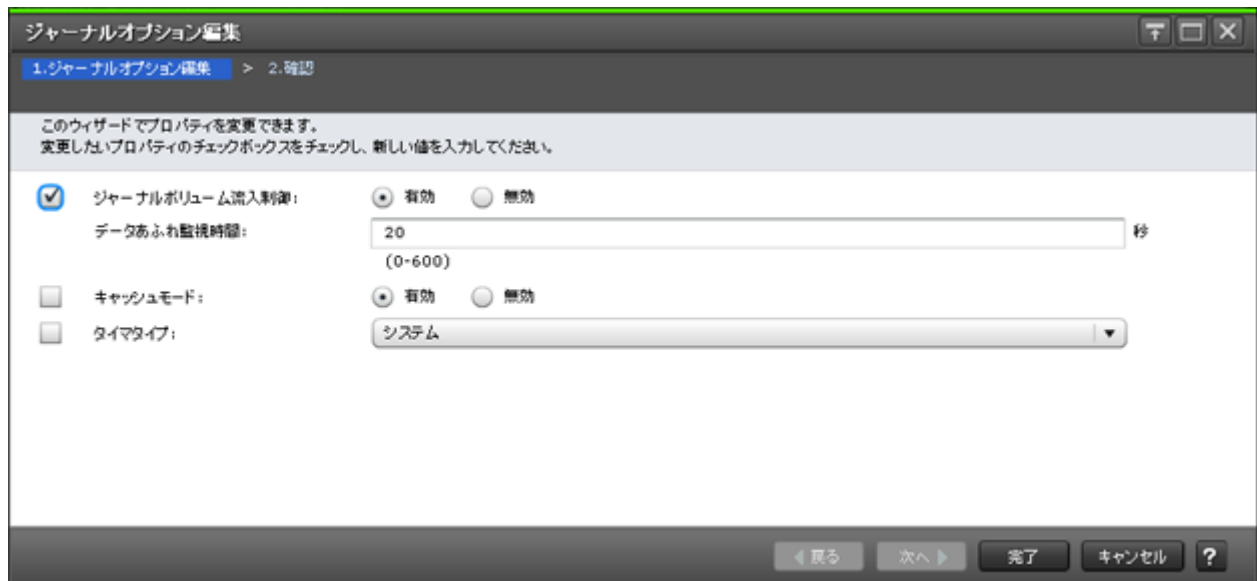 ジャーナルオプション編集
1.ジャーナルオプション編集 > 2.確認
このウィザードでプロパティを変更できます。
変更したいプロパティのチェックボックスをチェックし、新しい値を入力してください。
ジャーナルボリューム流入制御: 有効 無効
データあふれ監視時間: 20 秒
(0-600)
キャッシュモード: 有効 無効
タイマタイプ: システム
戻る 次へ 完了 キャンセル ?